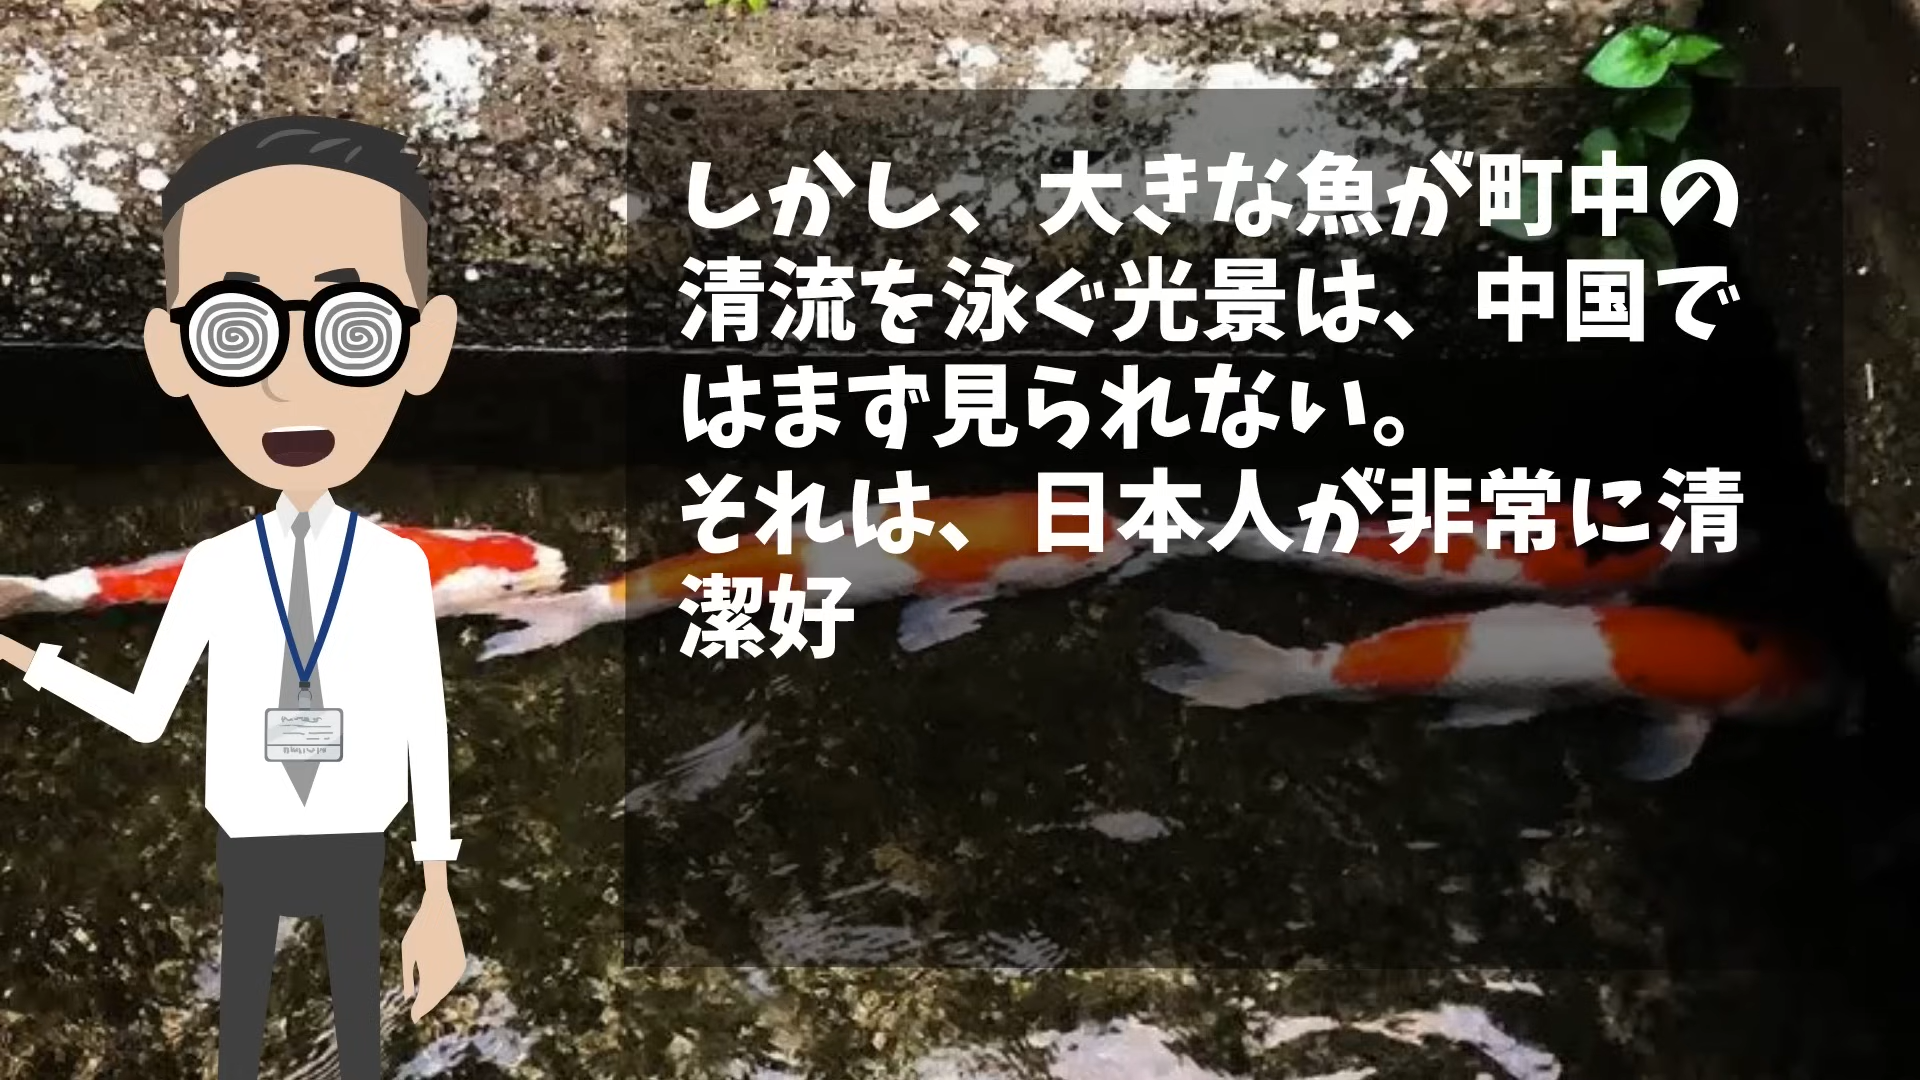 しかし、大きな魚が町中の
清流を泳ぐ光景は、中国で
はまず見られない。
それは、日本人が非常に清
潔好